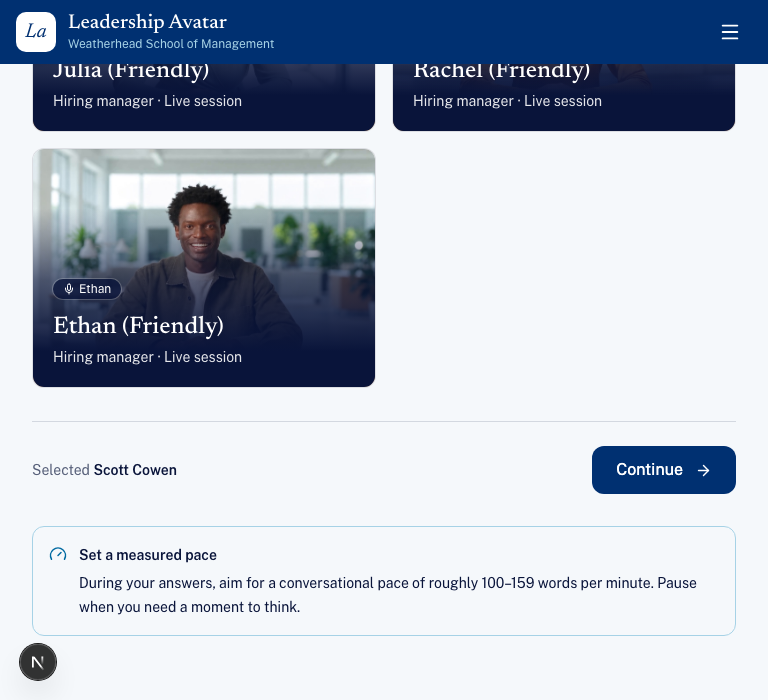 La
Leadership Avatar
Weatherhead School of Management
Julia (Friendly)
Hiring manager · Live session
Rachel (Friendly)
Hiring manager · Live session
Ethan
Ethan (Friendly)
Hiring manager · Live session
Selected Scott Cowen
Continue
Set a measured pace
During your answers, aim for a conversational pace of roughly 100–159 words per minute. Pause
when you need a moment to think.
N